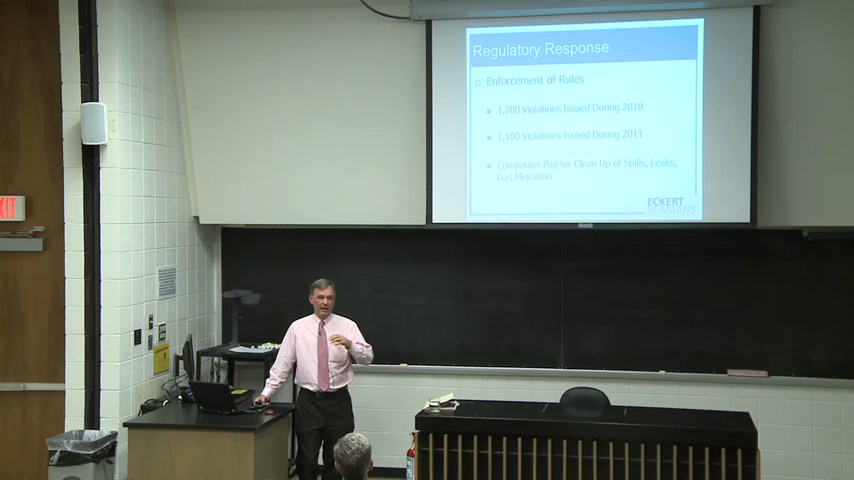 Regulatory Response
Enforcement of Rules
1,200 Violations Issued During 2010
1,100 Violations Issued During 2011
Companies Pay for Clean Up of Spills, Leaks,
Gas Migration
ECKERT
SEAMANS
EXIT